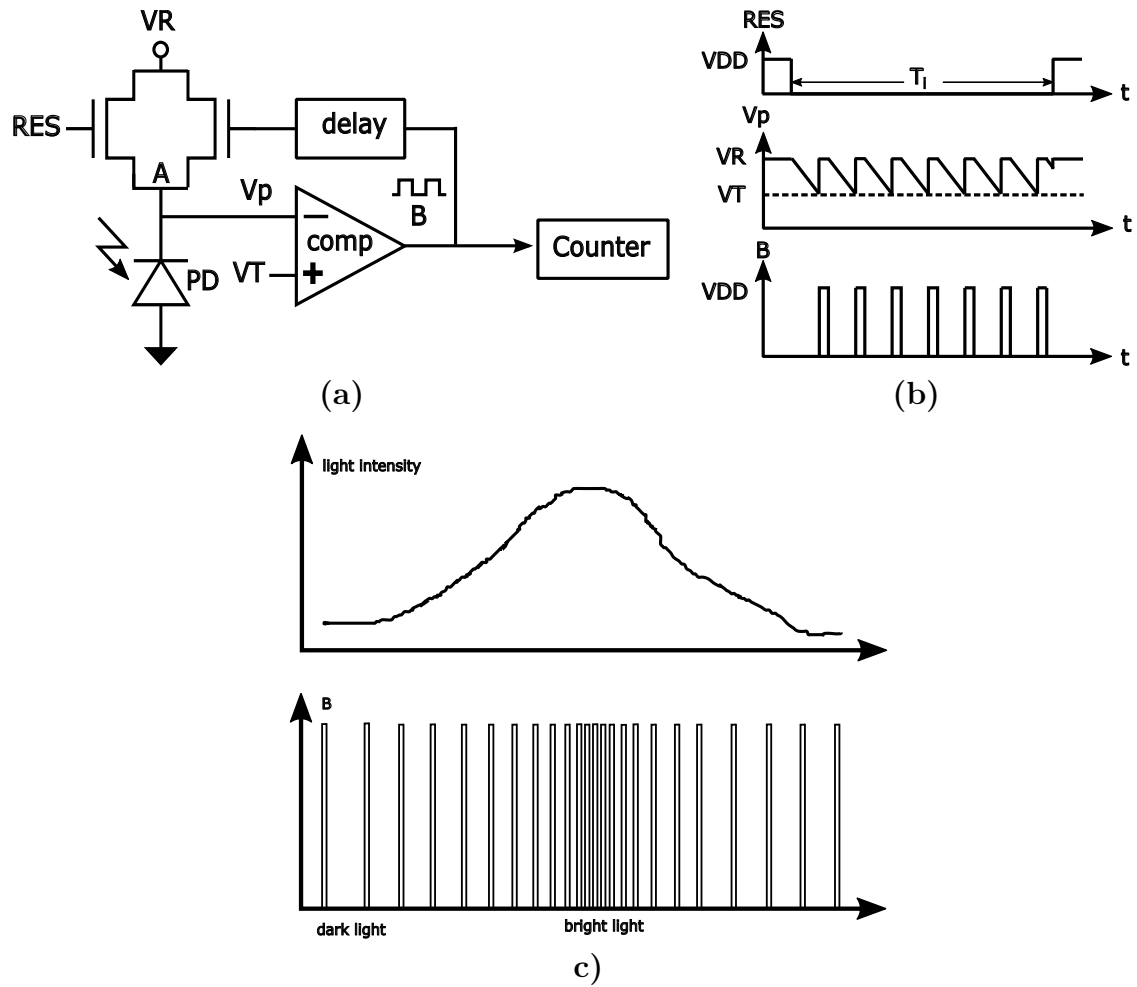 VR
RES
delay
A
Vp
B
comp
VT
PD
Counter
− +
(a)
RES
VDD
T_I
t
Vp
VR
VT
t
B
VDD
t
(b)
light intensity
B
dark light
bright light
c)